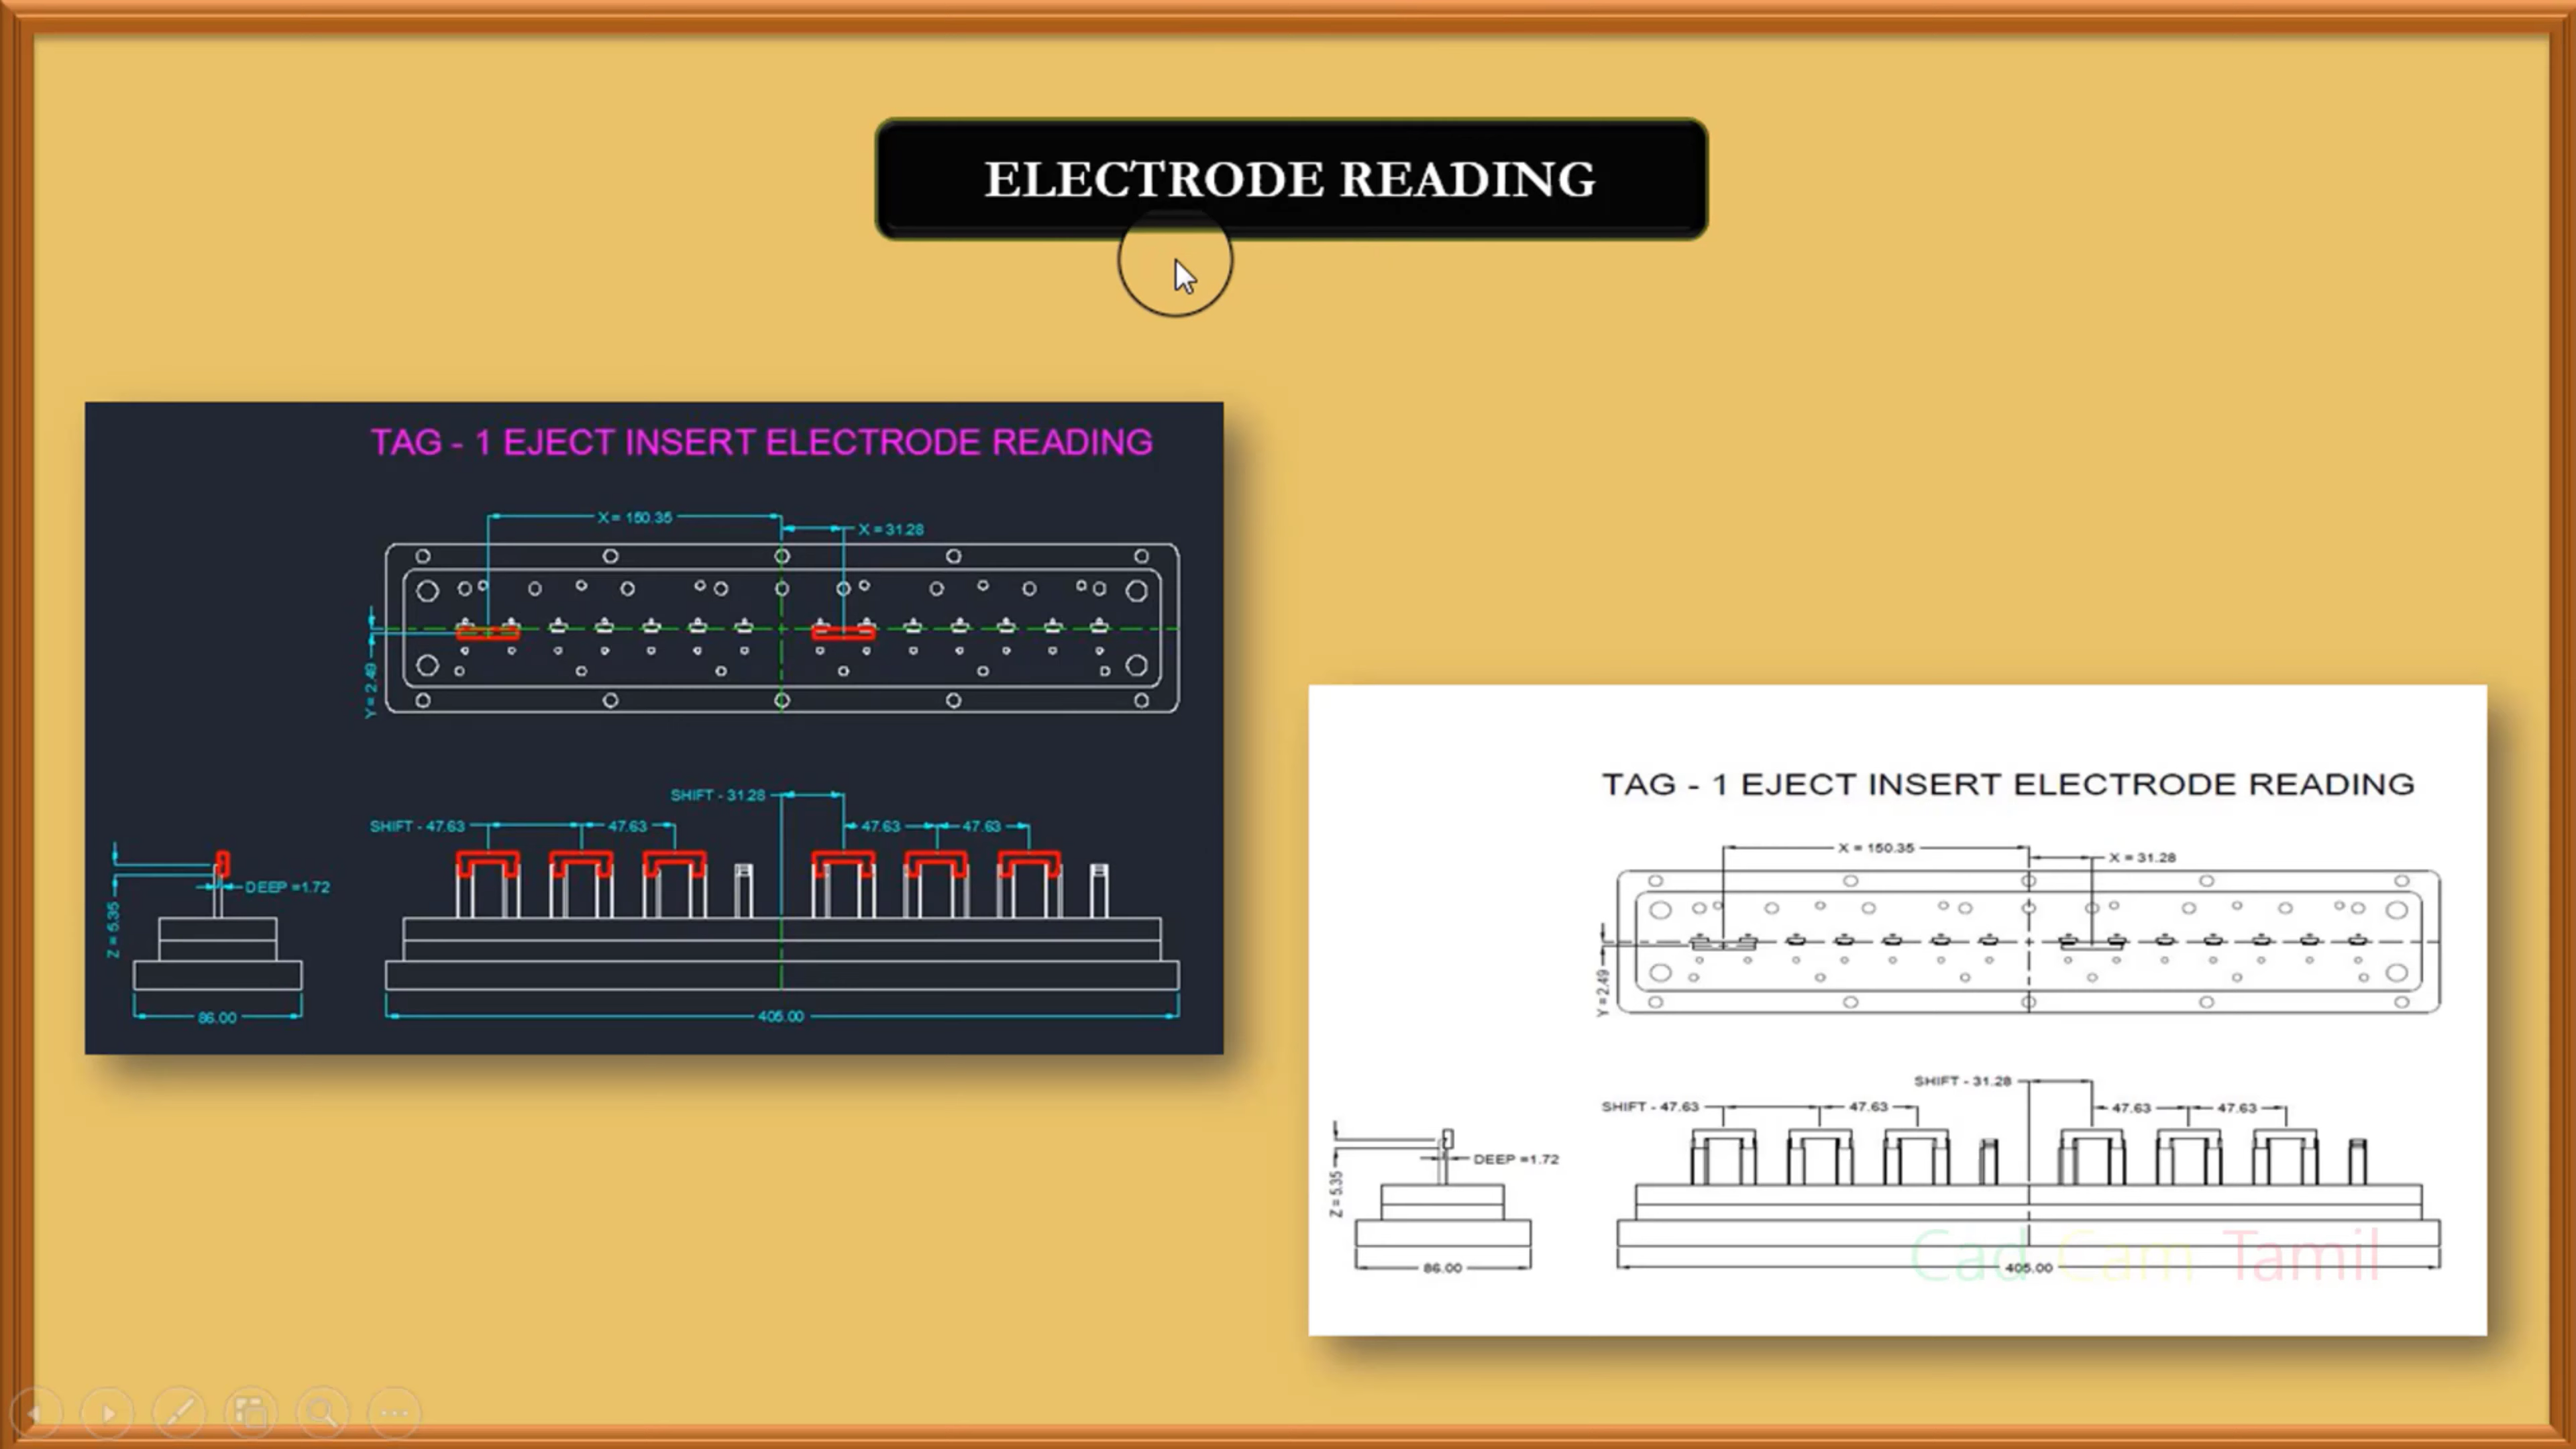 ELECTRODE READING
TAG - 1 EJECT INSERT ELECTRODE READING
X = 150.35
X = 31.28
Y = 2.49
SHIFT - 31.28
SHIFT - 47.63
47.63
47.63
47.63
DEEP =1.72
Z = 5.35
86.00
405.00
TAG - 1 EJECT INSERT ELECTRODE READING
X = 150.35
X = 31.28
Y = 2.49
SHIFT - 31.28
SHIFT - 47.63
47.63
47.63
47.63
DEEP =1.72
Z = 5.35
Cad Cam Tamil
86.00
405.00